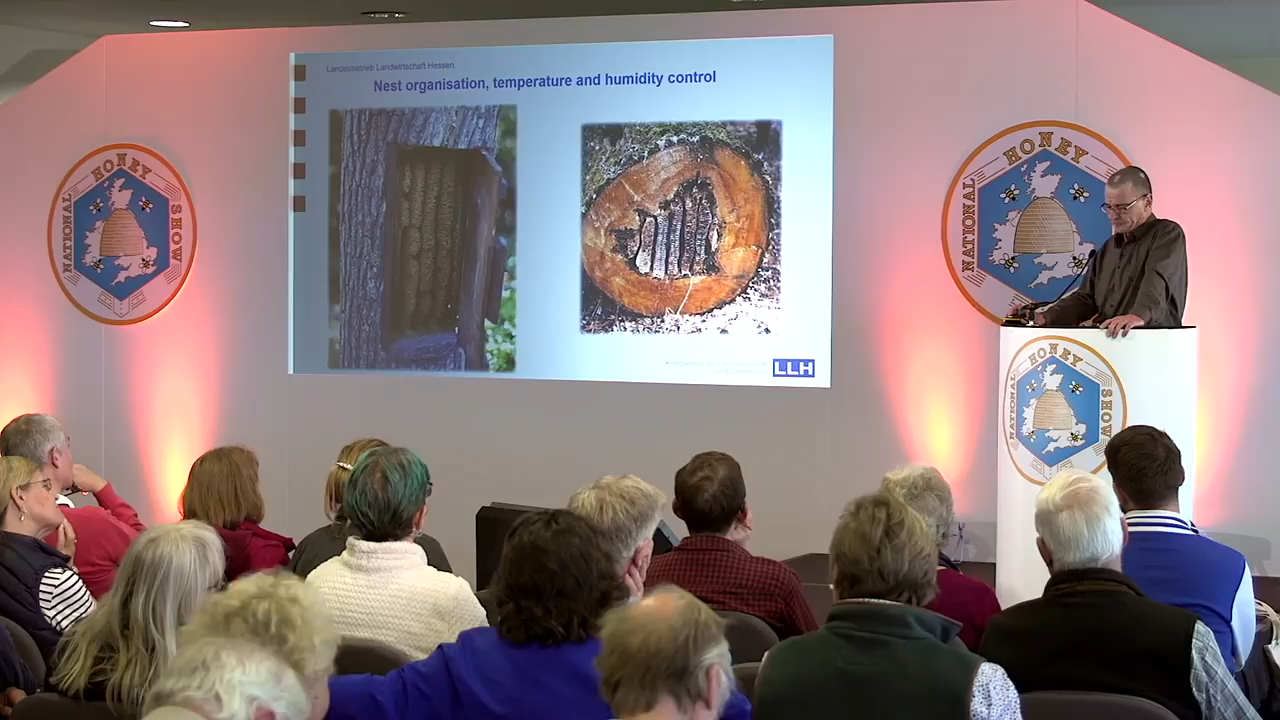 Landesbetrieb Landwirtschaft Hessen
Nest organisation, temperature and humidity control
LLH
NATIONAL HONEY SHOW
NATIONAL HONEY SHOW
NATIONAL HONEY SHOW